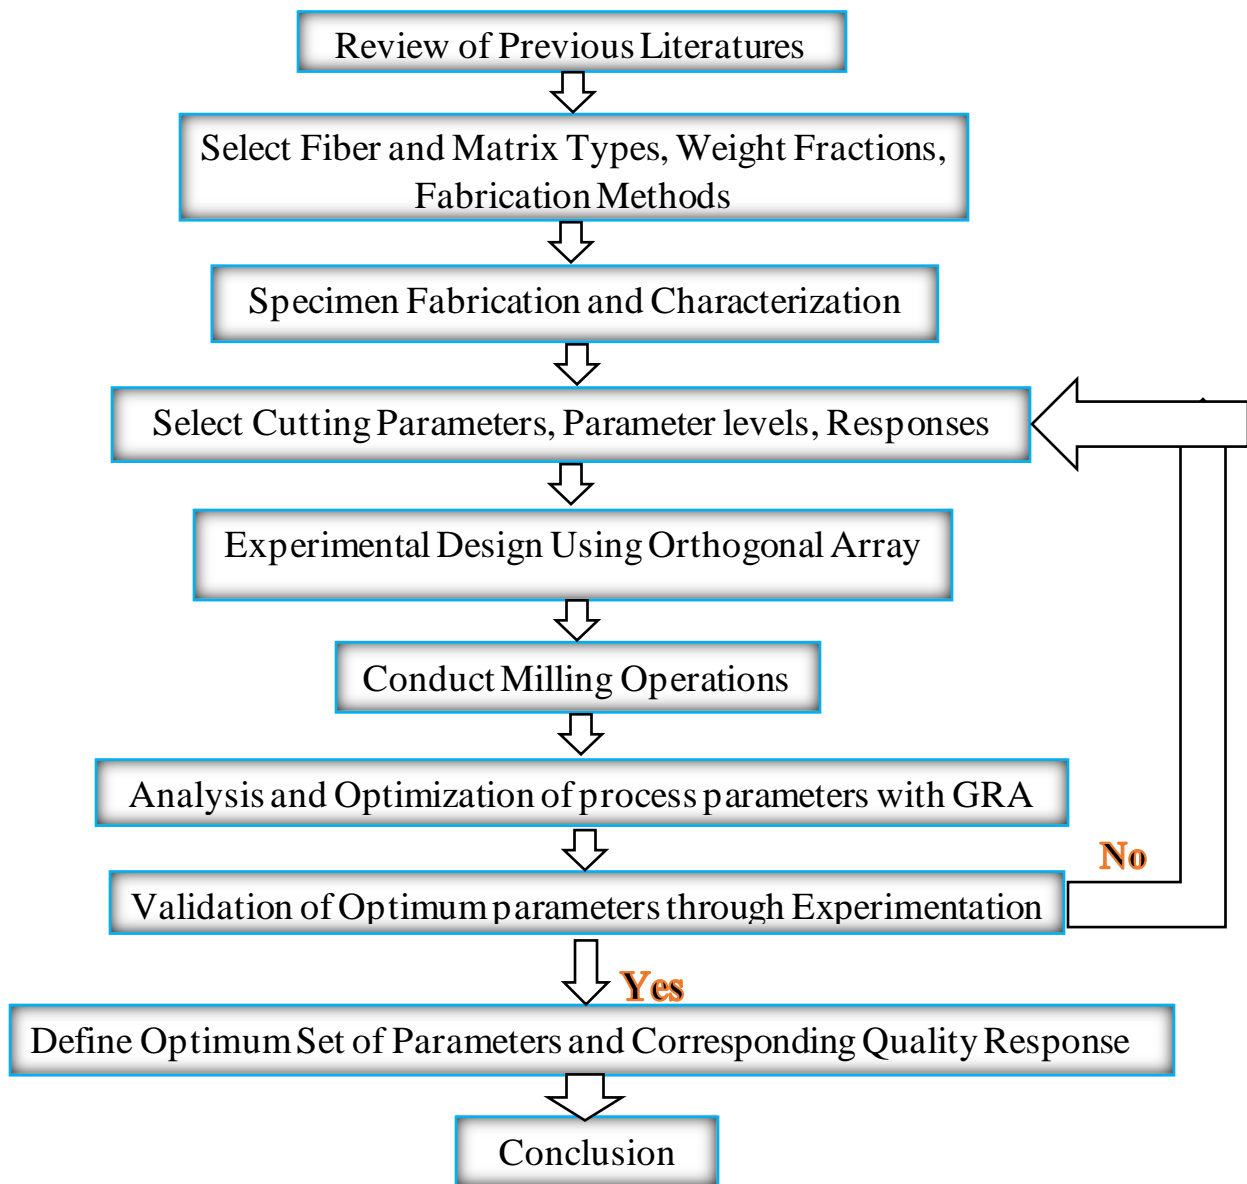 Review of Previous Literatures
Select Fiber and Matrix Types, Weight Fractions,
Fabrication Methods
Specimen Fabrication and Characterization
Select Cutting Parameters, Parameter levels, Responses
Experimental Design Using Orthogonal Array
Conduct Milling Operations
Analysis and Optimization of process parameters with GRA
No
Validation of Optimum parameters through Experimentation
Yes
Define Optimum Set of Parameters and Corresponding Quality Response
Conclusion